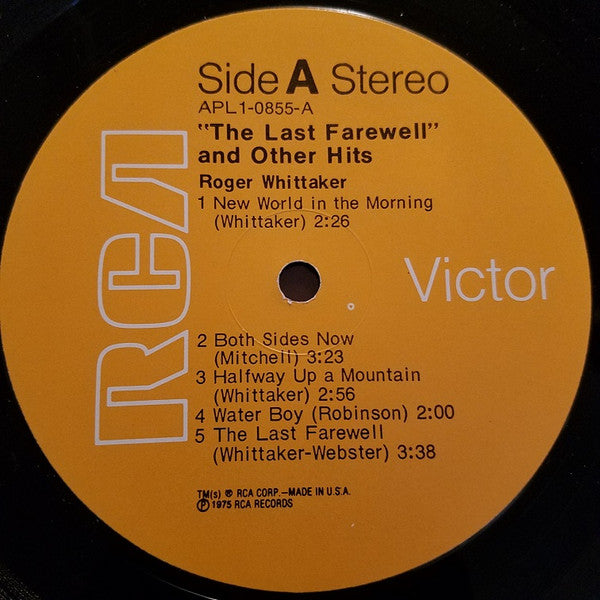 Side A Stereo
APL1-0855-A
"The Last Farewell"
and Other Hits
Roger Whittaker
1 New World in the Morning
(Whittaker) 2:26
RCA
Victor
2 Both Sides Now
(Mitchell) 3:23
3 Halfway Up a Mountain
(Whittaker) 2:56
4 Water Boy (Robinson) 2:00
5 The Last Farewell
(Whittaker-Webster) 3:38
TM(s) ® RCA CORP.—MADE IN U.S.A.
℗ 1975 RCA RECORDS